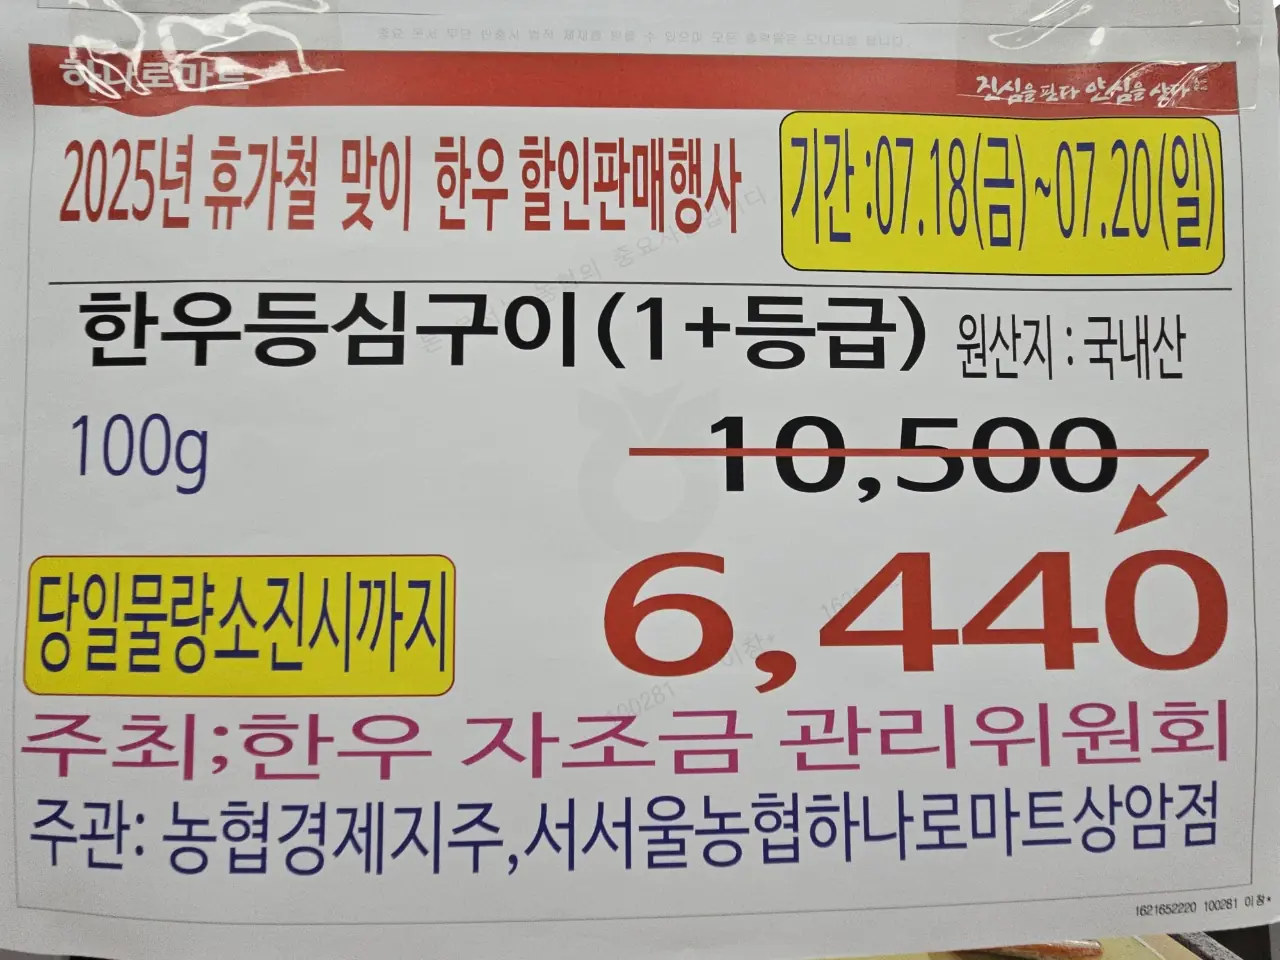 하나로마트
진심을 판다 안심을 산다
2025년 휴가철 맞이 한우 할인판매행사
기간 :07.18(금)~07.20(일)
한우등심구이(1+등급) 원산지 : 국내산
100g
10,500
6,440
당일물량소진시까지
주최;한우 자조금 관리위원회
주관: 농협경제지주,서서울농협하나로마트상암점
1621652220 100281 이창*